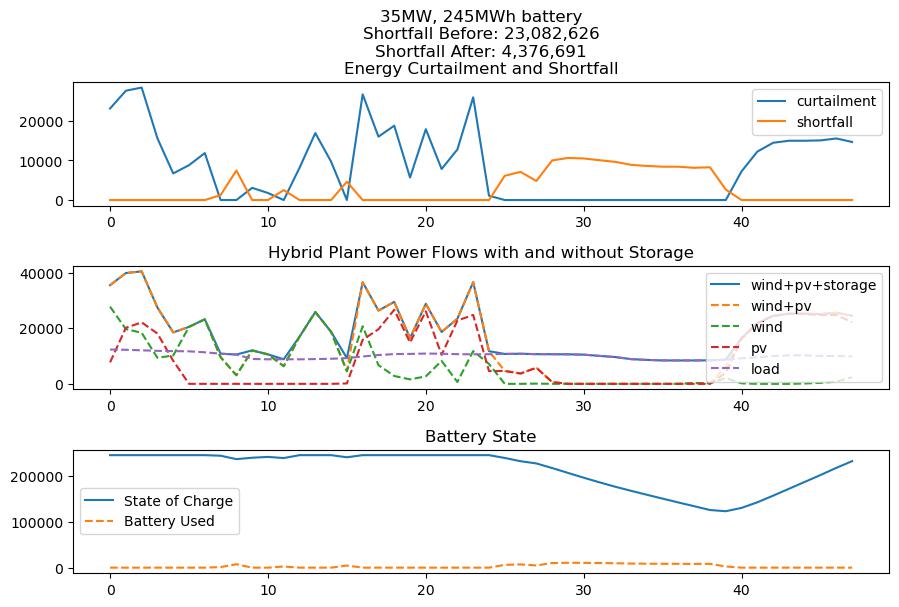 35MW, 245MWh battery
Shortfall Before: 23,082,626
Shortfall After: 4,376,691
Energy Curtailment and Shortfall
20000
10000
0
curtailment
shortfall
0 10 20 30 40
Hybrid Plant Power Flows with and without Storage
40000
20000
0
wind+pv+storage
wind+pv
wind
pv
load
0 10 20 30 40
Battery State
200000
100000
0
State of Charge
Battery Used
0 10 20 30 40